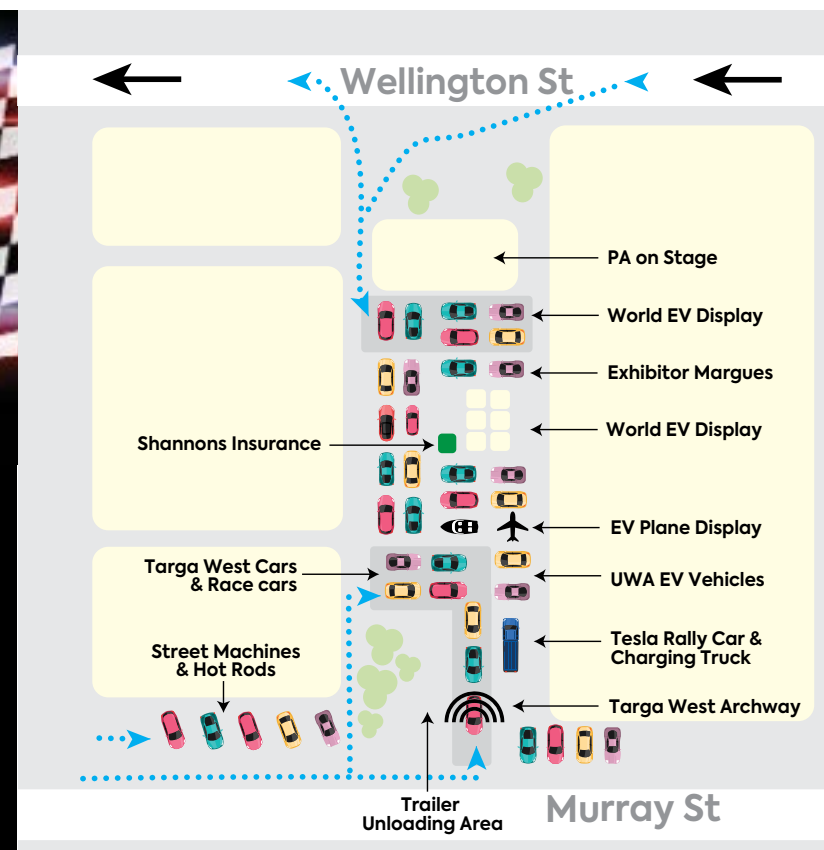 Wellington St
PA on Stage
World EV Display
Exhibitor Margues
Shannons Insurance
World EV Display
EV Plane Display
Targa West Cars
& Race cars
UWA EV Vehicles
Street Machines
& Hot Rods
Tesla Rally Car &
Charging Truck
Targa West Archway
Trailer
Unloading Area
Murray St